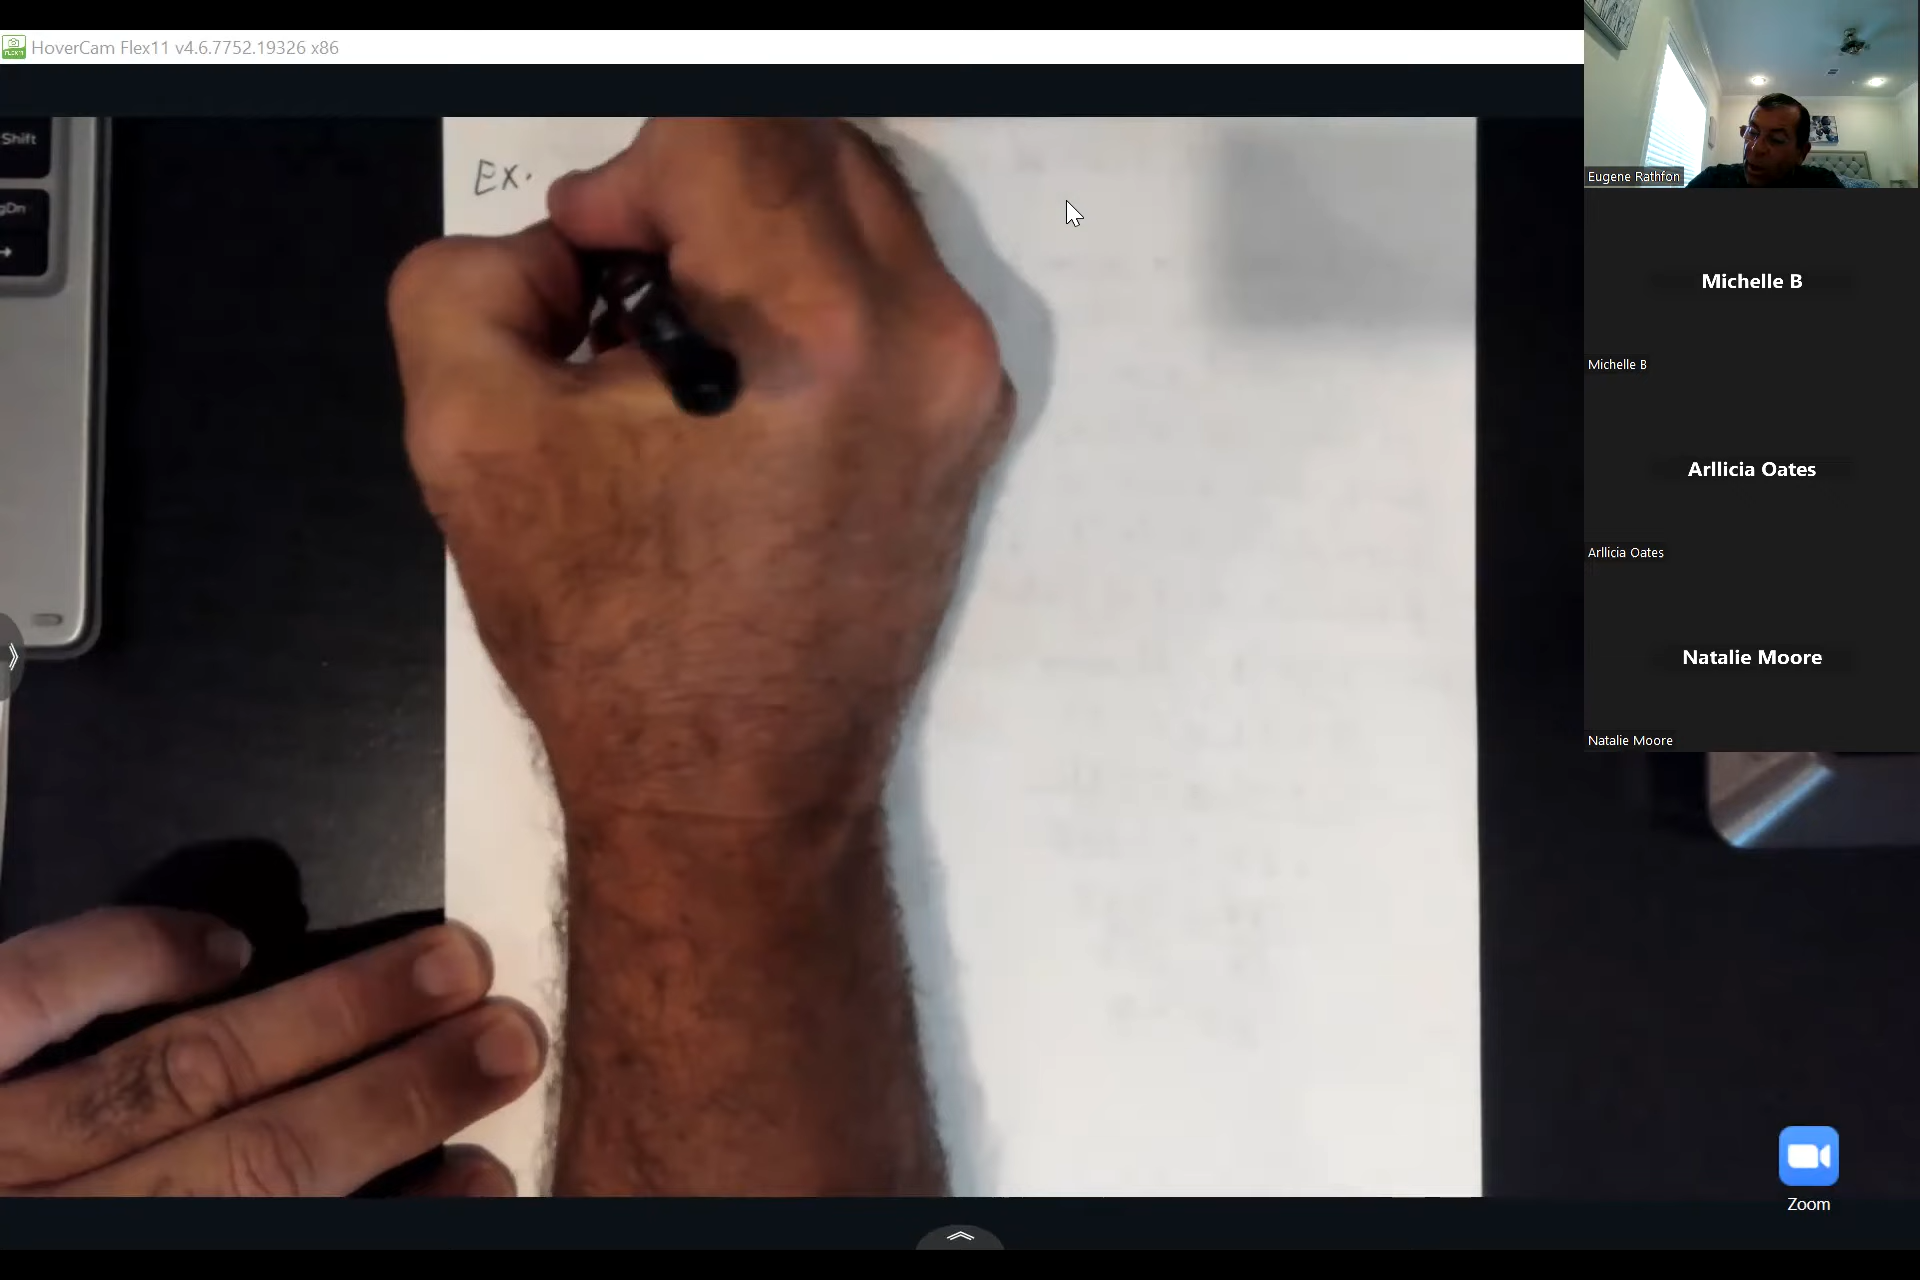 HoverCam Flex11 v4.6.7752.19326 x86
Shift
gDn
Ex.
Eugene Rathfon
Michelle B
Michelle B
Arllicia Oates
Arllicia Oates
Natalie Moore
Natalie Moore
Zoom